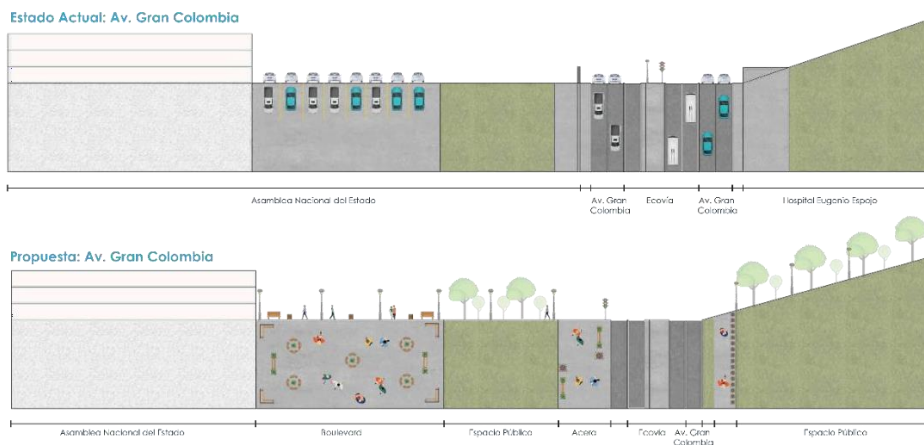 Estado Actual: Av. Gran Colombia
Asamblea Nacional del Estado
Av. Gran
Colombia
Ecovía
Av. Gran
Colombia
Hospital Eugenio Espejo
Propuesta: Av. Gran Colombia
Asamblea Nacional del Estado
Boulevard
Espacio Público
Acera
Ecovía
Av. Gran
Colombia
Espacio Público